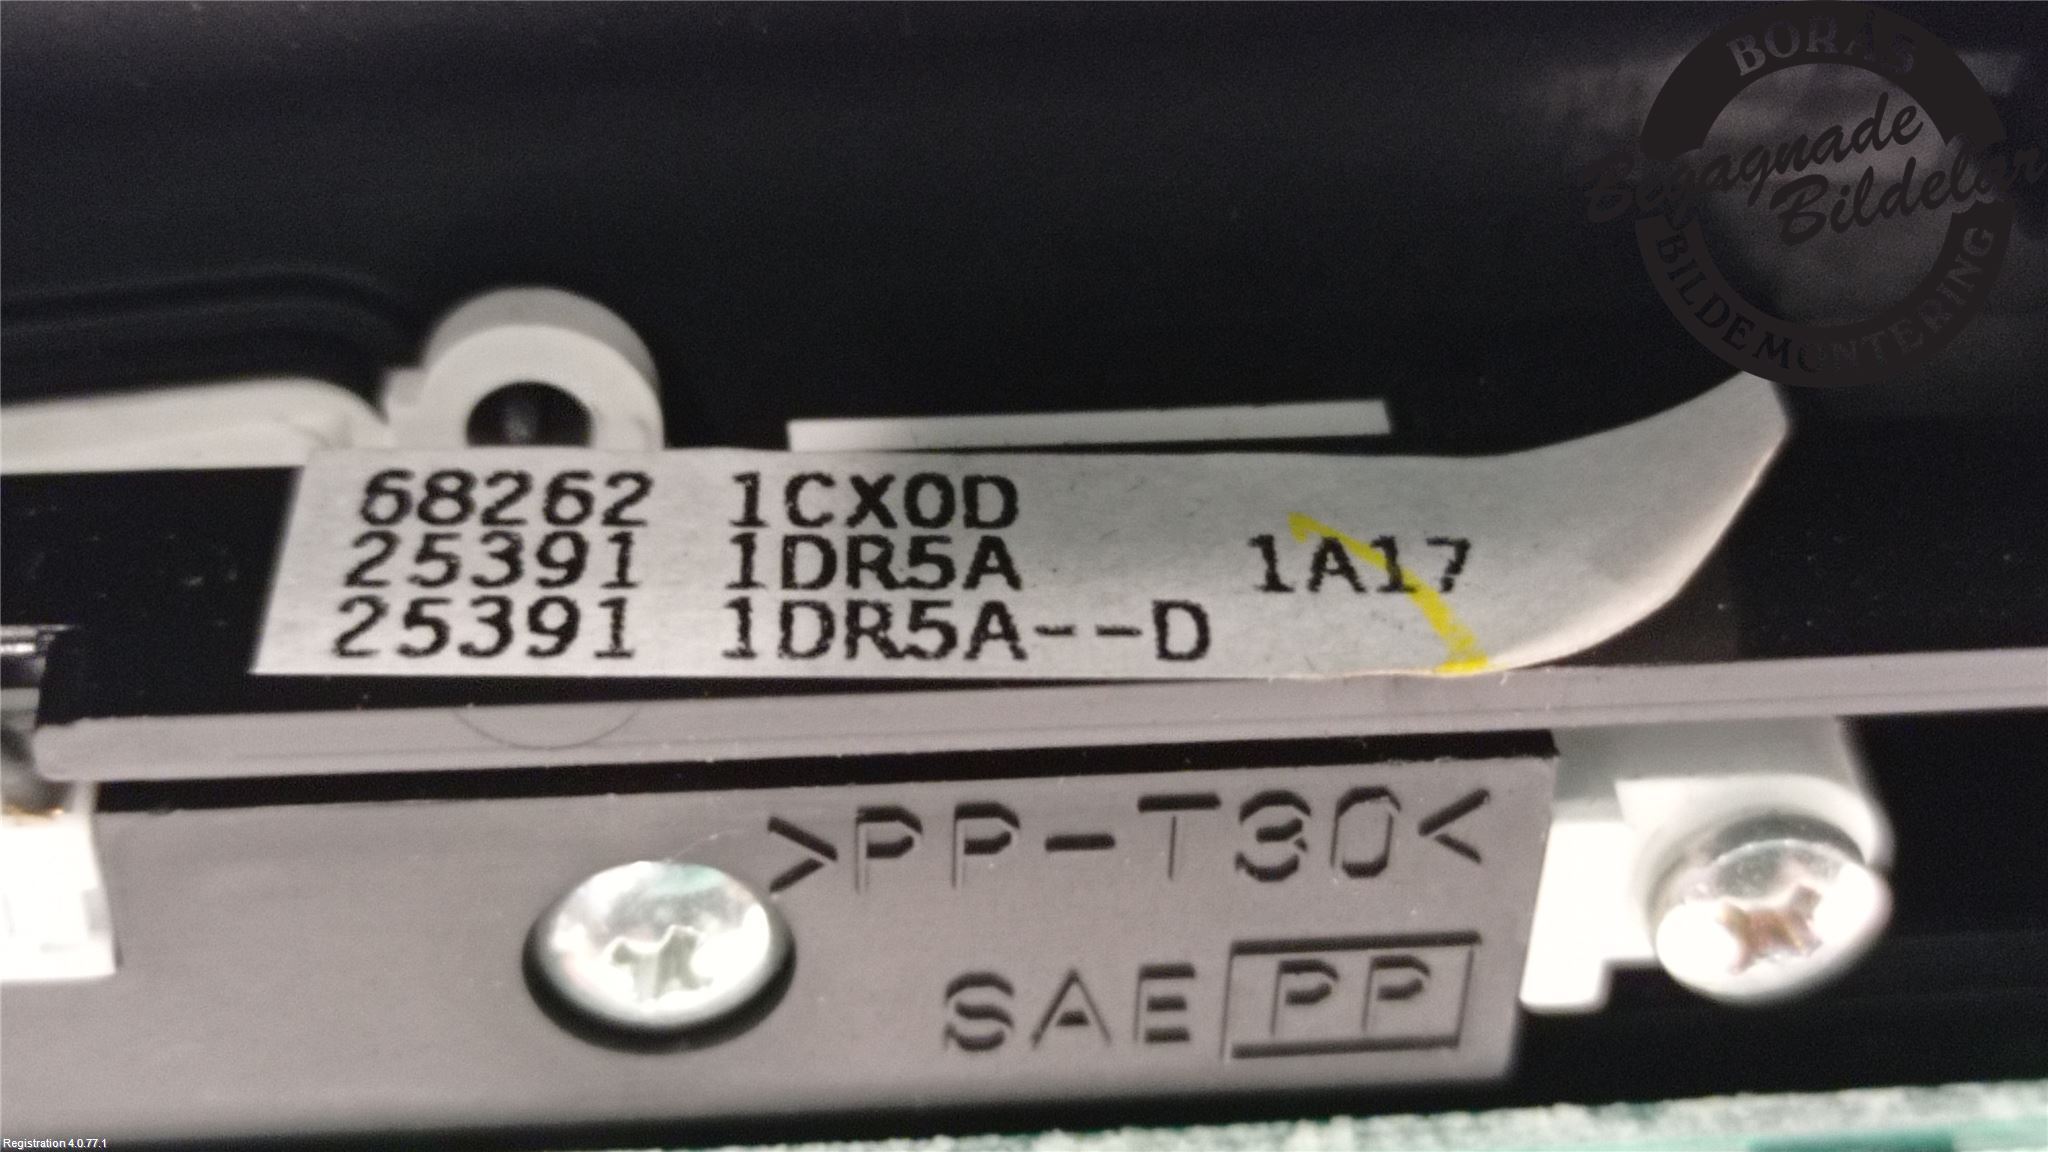 BORÅS
Begagnade
Bildelar
BILDEMONTERING
68262 1CX0D
25391 1DR5A 1A17
25391 1DR5A--D
>PP-T30<
SAE PP
Registration 4.0.77.1